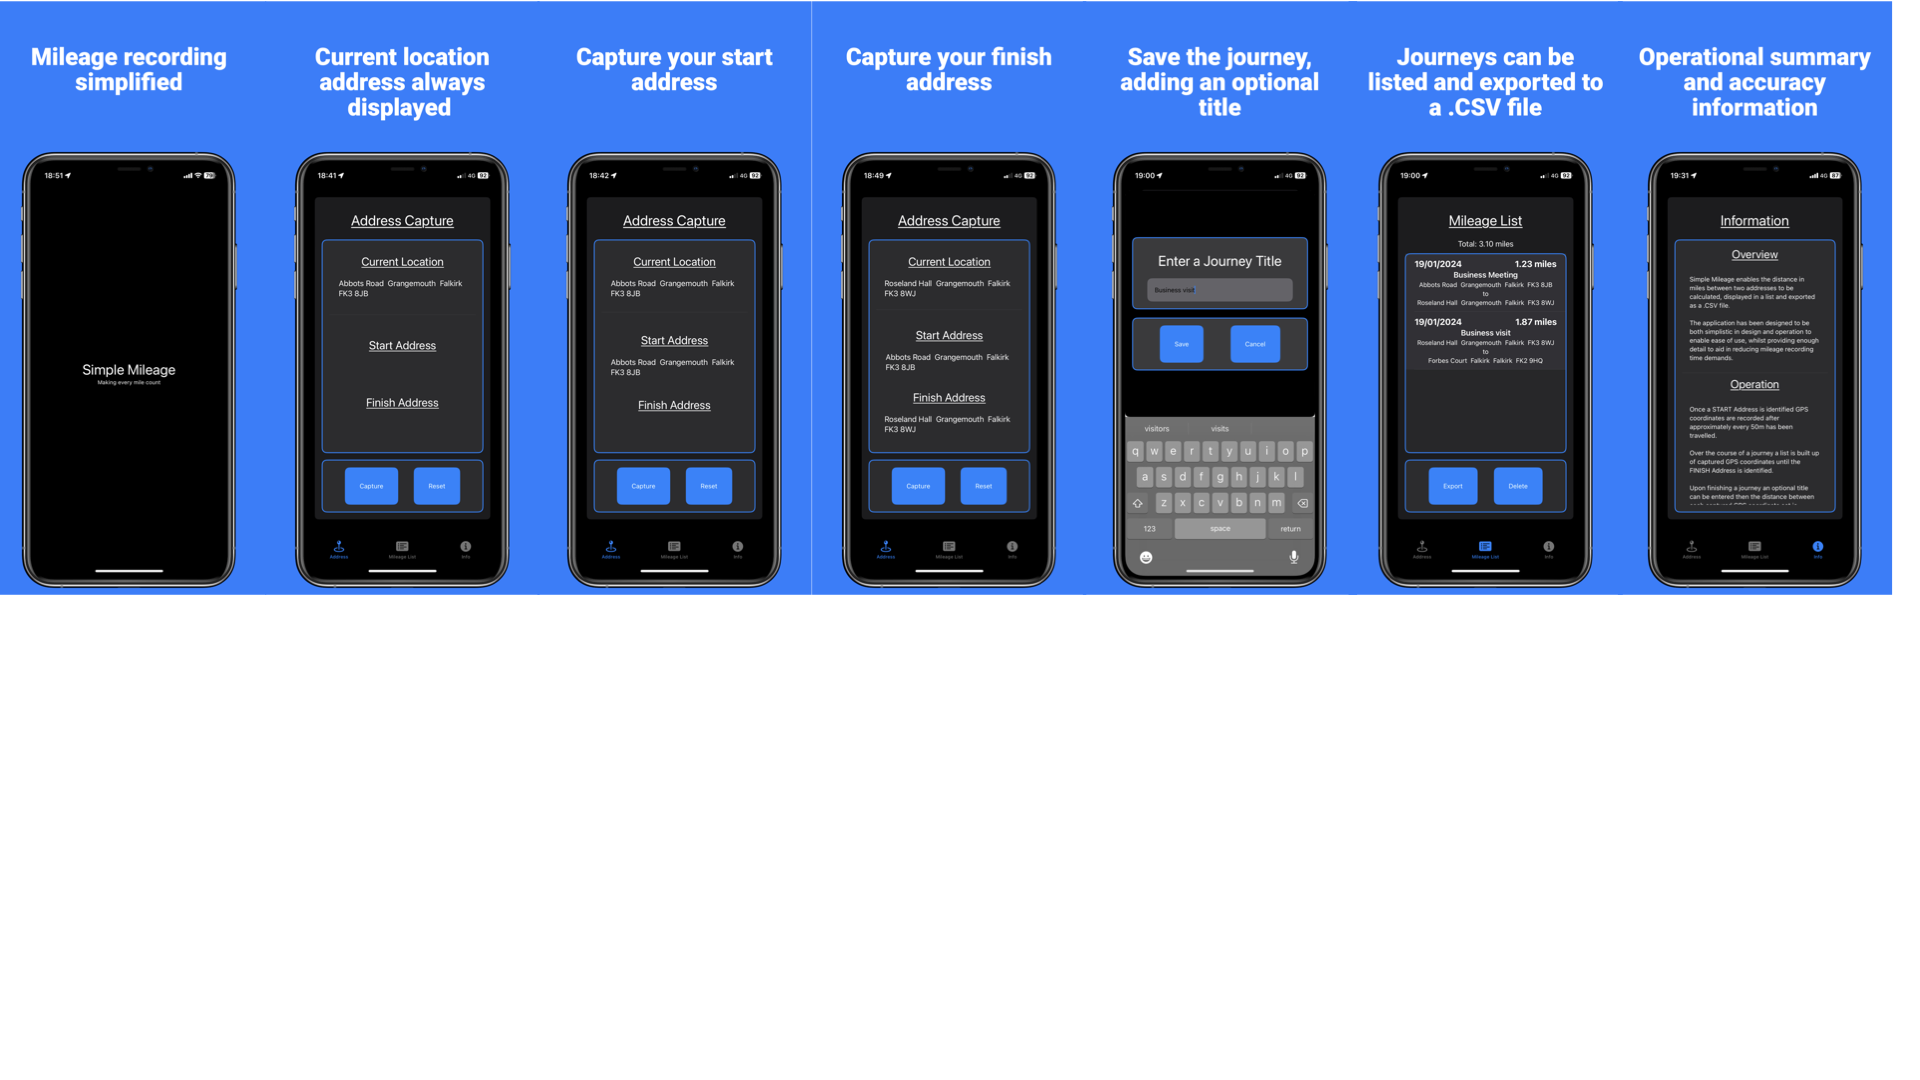 Mileage recording
simplified
18:51
Simple Mileage
Making every mile count
Current location
address always
displayed
18:41
4G 92
Address Capture
Current Location
Abbots Road Grangemouth Falkirk
FK3 8JB
Start Address
Finish Address
Capture Reset
Address Mileage List Info
Capture your start
address
18:42
4G 92
Address Capture
Current Location
Abbots Road Grangemouth Falkirk
FK3 8JB
Start Address
Abbots Road Grangemouth Falkirk
FK3 8JB
Finish Address
Capture Reset
Address Mileage List Info
Capture your finish
address
18:49
4G 92
Address Capture
Current Location
Roseland Hall Grangemouth Falkirk
FK3 8WJ
Start Address
Abbots Road Grangemouth Falkirk
FK3 8JB
Finish Address
Roseland Hall Grangemouth Falkirk
FK3 8WJ
Capture Reset
Address Mileage List Info
Save the journey,
adding an optional
title
19:00
4G 92
Enter a Journey Title
Business visit
Save Cancel
visitors visits
q w e r t y u i o p
a s d f g h j k l
z x c v b n m
123 space return
Journeys can be
listed and exported to
a .CSV file
19:00
4G 92
Mileage List
Total: 3.10 miles
19/01/2024 1.23 miles
Business Meeting
Abbots Road Grangemouth Falkirk FK3 8JB
to
Roseland Hall Grangemouth Falkirk FK3 8WJ
19/01/2024 1.87 miles
Business visit
Roseland Hall Grangemouth Falkirk FK3 8WJ
to
Forbes Court Falkirk Falkirk FK2 9HQ
Export Delete
Address Mileage List Info
Operational summary
and accuracy
information
19:31
4G 87
Information
Overview
Simple Mileage enables the distance in
miles between two addresses to be
calculated, displayed in a list and exported
as a .CSV file.
The application has been designed to be
both simplistic in design and operation to
enable ease of use, whilst providing enough
detail to aid in reducing mileage recording
time demands.
Operation
Once a START Address is identified GPS
coordinates are recorded after
approximately every 50m has been
travelled.
Over the course of a journey a list is built up
of captured GPS coordinates until the
FINISH Address is identified.
Upon finishing a journey an optional title
can be entered then the distance between
Address Mileage List Info